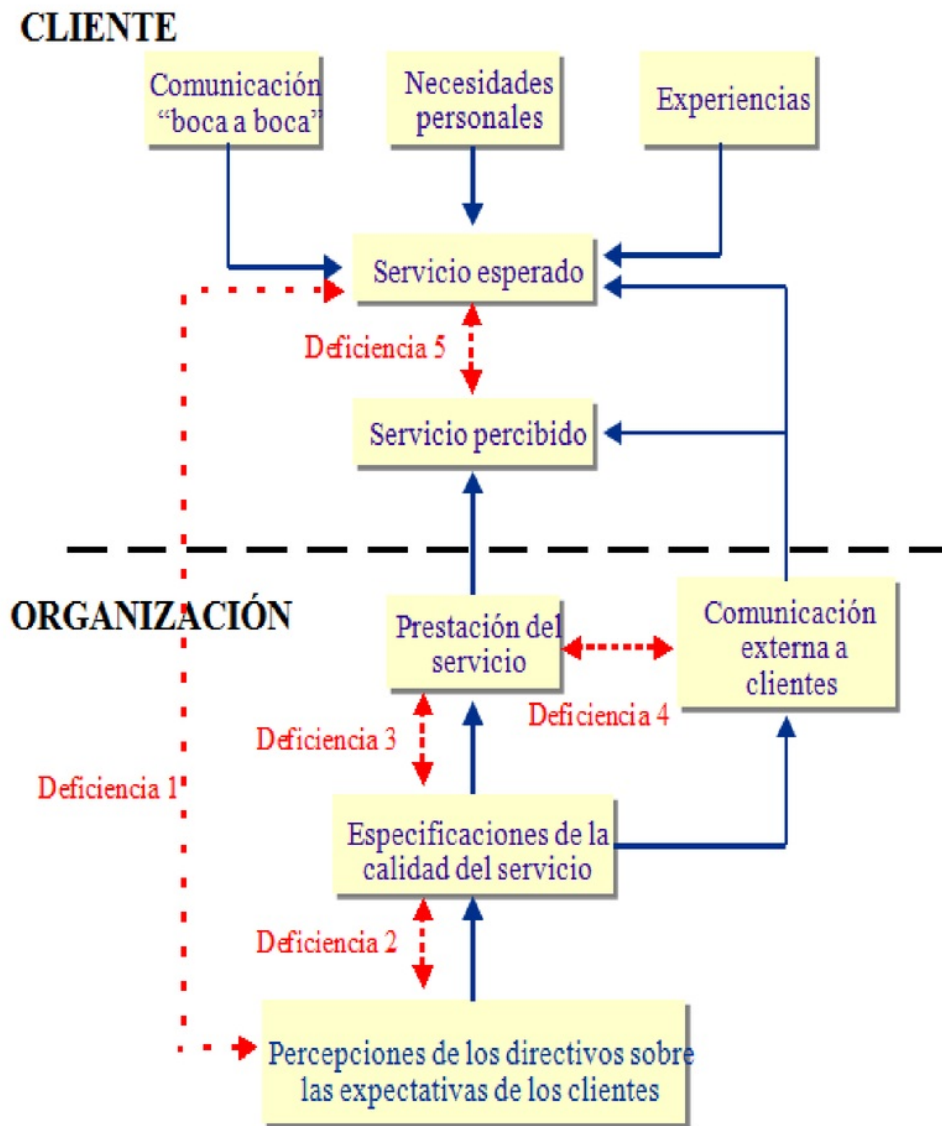 CLIENTE
Comunicación
“boca a boca”
Necesidades
personales
Experiencias
Servicio esperado
Deficiencia 5
Servicio percibido
ORGANIZACIÓN
Prestación del
servicio
Comunicación
externa a
clientes
Deficiencia 4
Deficiencia 3
Deficiencia 1
Especificaciones de la
calidad del servicio
Deficiencia 2
Percepciones de los directivos sobre
las expectativas de los clientes